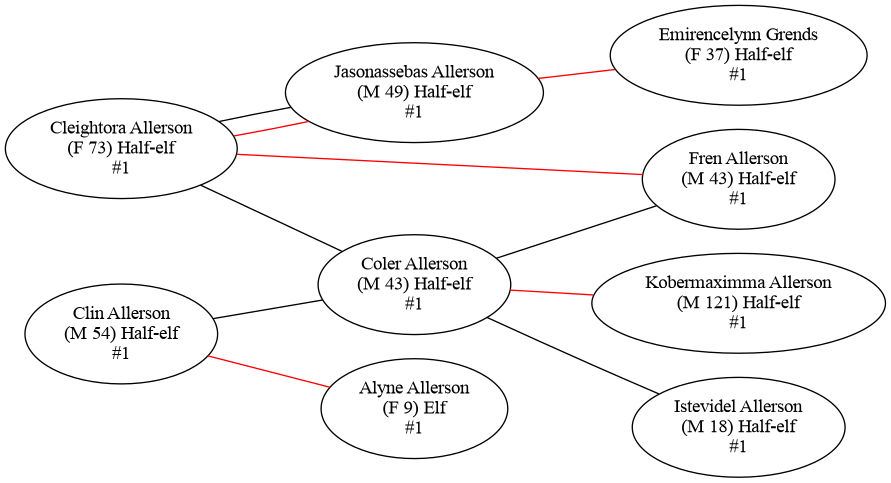 Emirencelynn Grends
(F 37) Half-elf
#1
Jasonassebas Allerson
(M 49) Half-elf
#1
Cleightora Allerson
(F 73) Half-elf
#1
Fren Allerson
(M 43) Half-elf
#1
Coler Allerson
(M 43) Half-elf
#1
Kobermaximma Allerson
(M 121) Half-elf
#1
Clin Allerson
(M 54) Half-elf
#1
Alyne Allerson
(F 9) Elf
#1
Istevidel Allerson
(M 18) Half-elf
#1